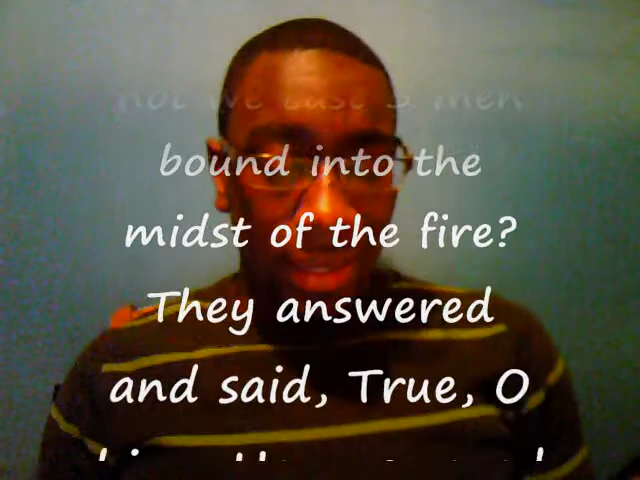 bound into the
midst of the fire?
They answered
and said, True, O